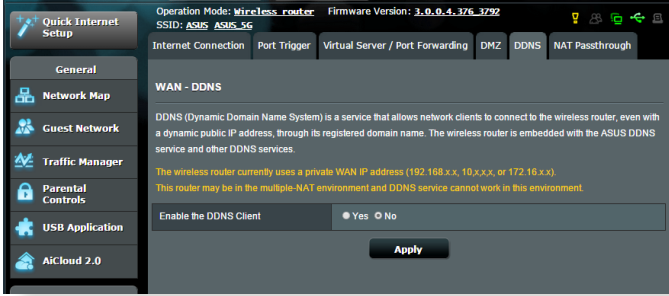 Quick Internet
Setup
Operation Mode: Wireless router Firmware Version: 3.0.0.4.376_3792
SSID: ASUS ASUS_5G
Internet Connection Port Trigger Virtual Server / Port Forwarding DMZ DDNS NAT Passthrough
General
Network Map
Guest Network
Traffic Manager
Parental
Controls
USB Application
AiCloud 2.0
WAN - DDNS
DDNS (Dynamic Domain Name System) is a service that allows network clients to connect to the wireless router, even with
a dynamic public IP address, through its registered domain name. The wireless router is embedded with the ASUS DDNS
service and other DDNS services.
The wireless router currently uses a private WAN IP address (192.168.x.x, 10,x,x,x, or 172.16.x.x).
This router may be in the multiple-NAT environment and DDNS service cannot work in this environment.
Enable the DDNS Client Yes No
Apply